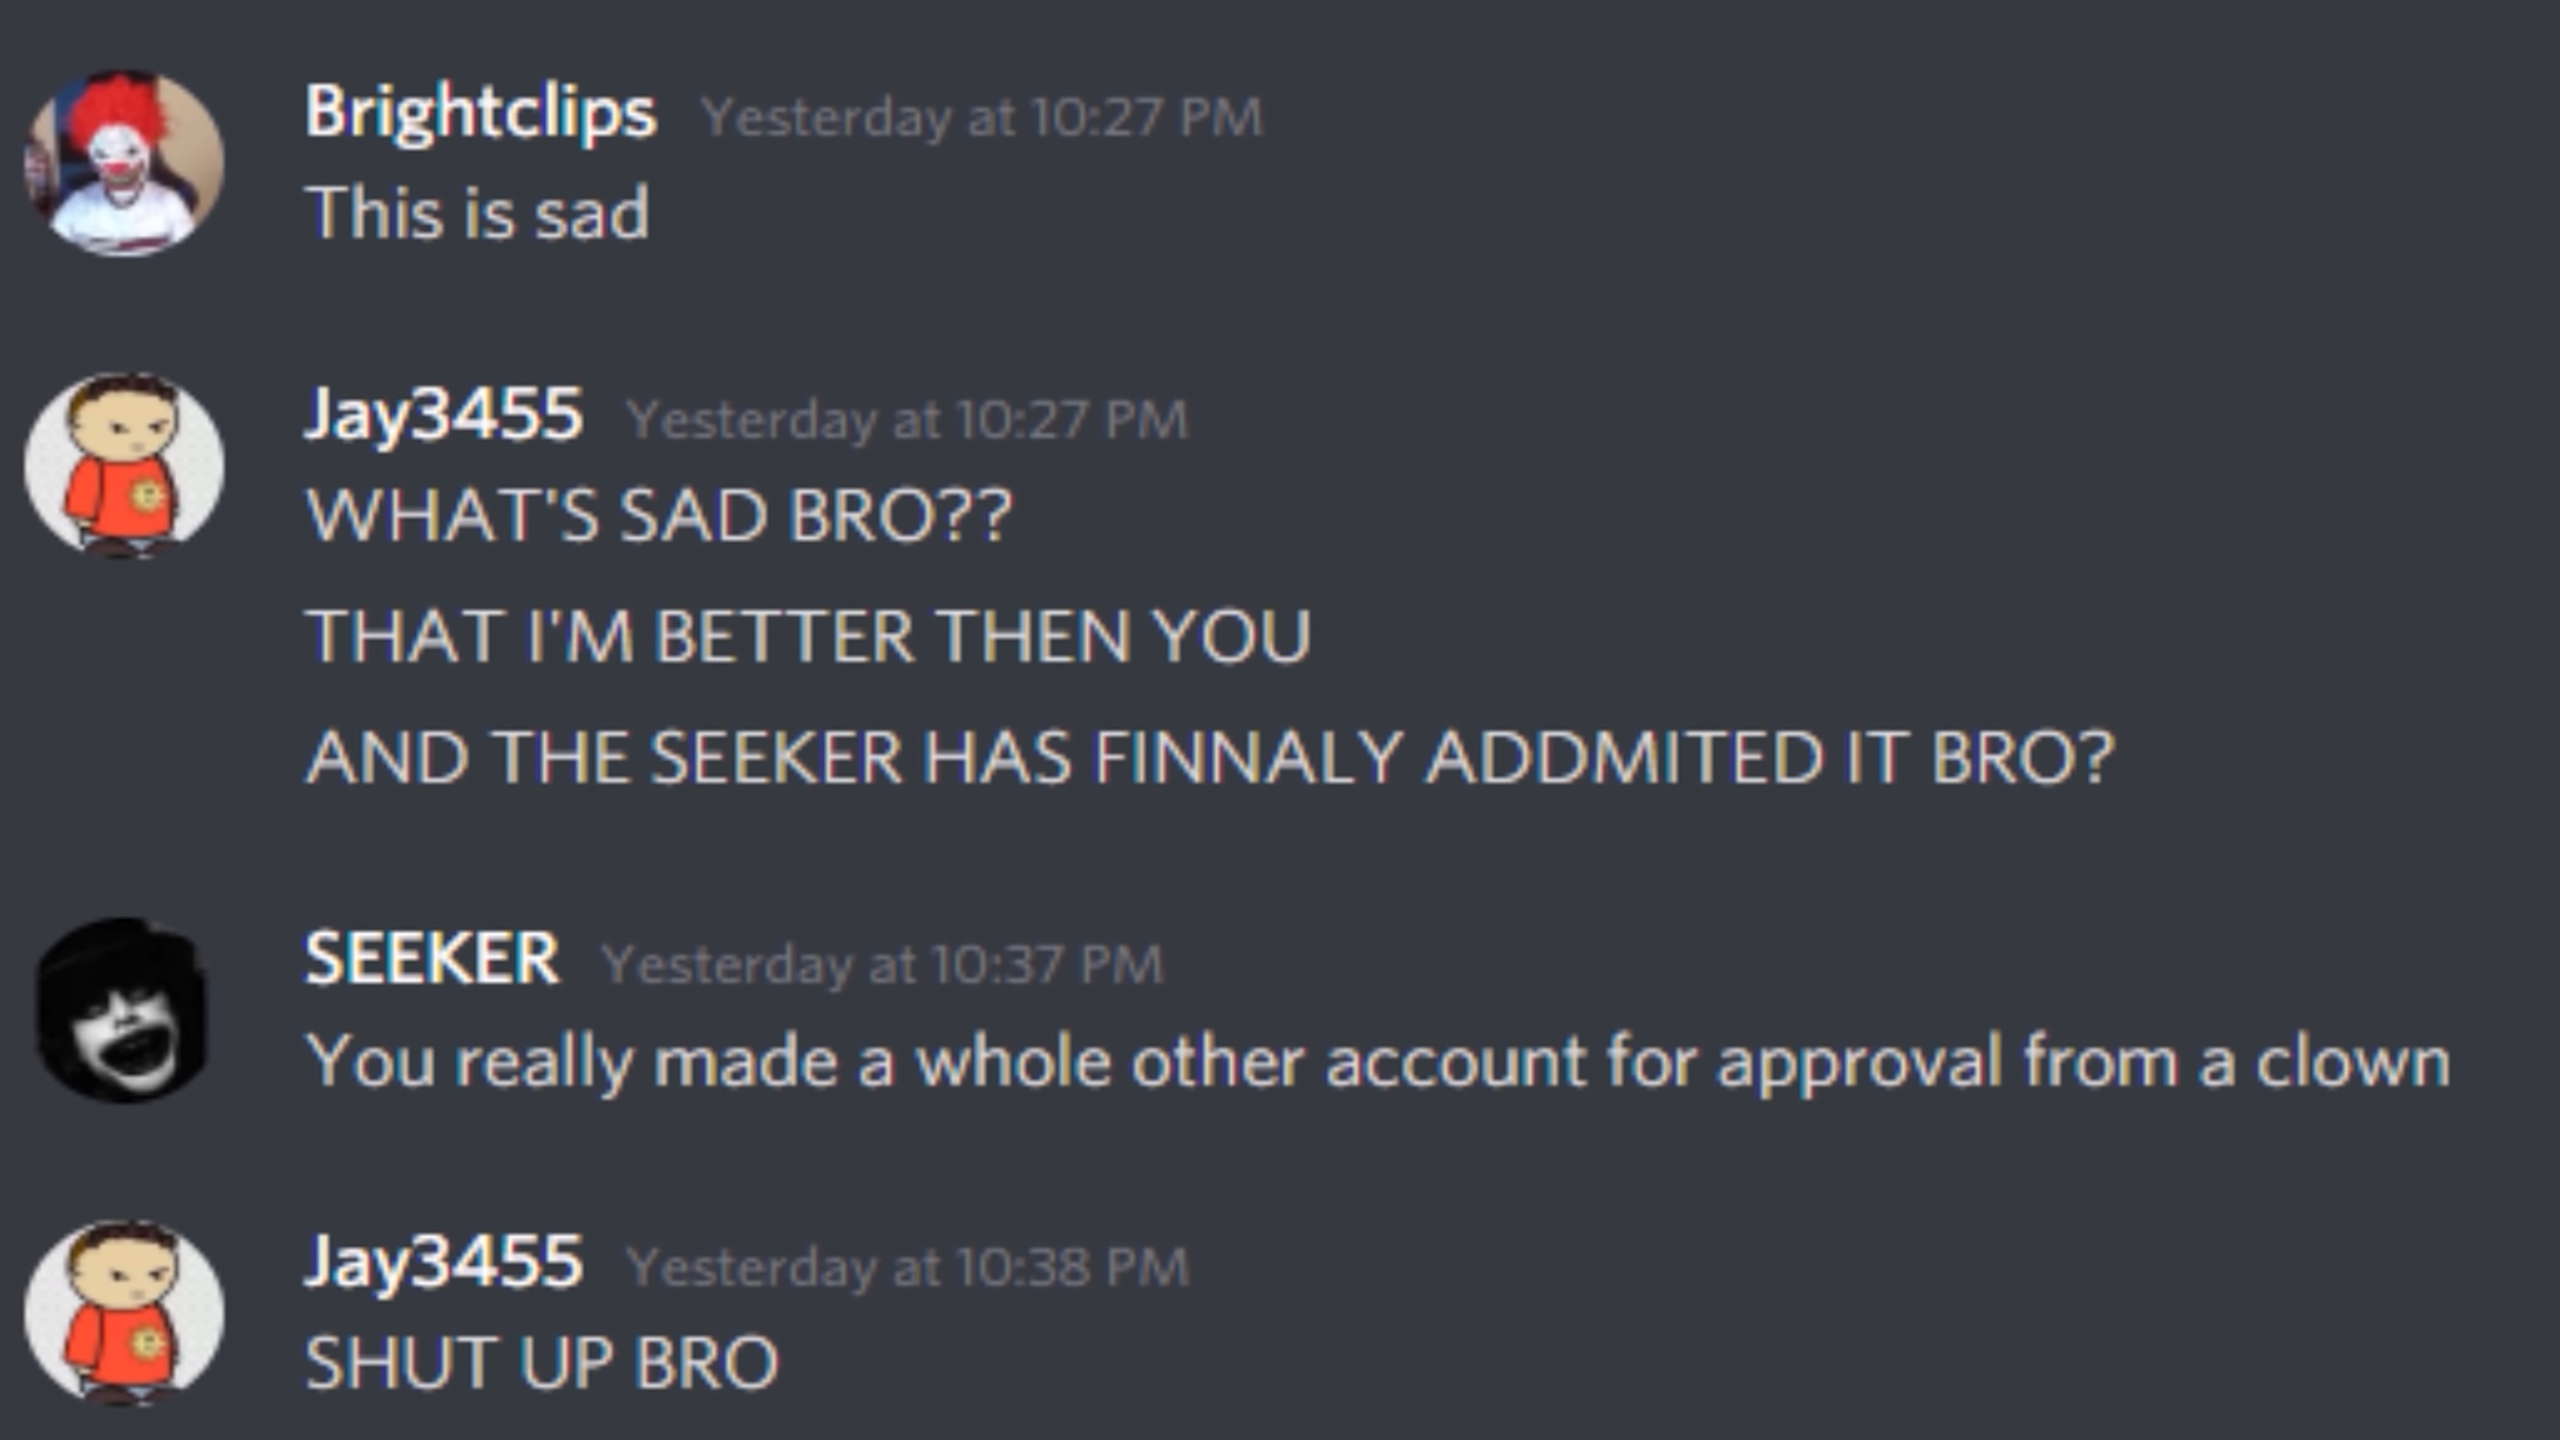 Brightclips Yesterday at 10:27 PM
This is sad
Jay3455 Yesterday at 10:27 PM
WHAT'S SAD BRO??
THAT I'M BETTER THEN YOU
AND THE SEEKER HAS FINNALY ADDMITED IT BRO?
SEEKER Yesterday at 10:37 PM
You really made a whole other account for approval from a clown
Jay3455 Yesterday at 10:38 PM
SHUT UP BRO